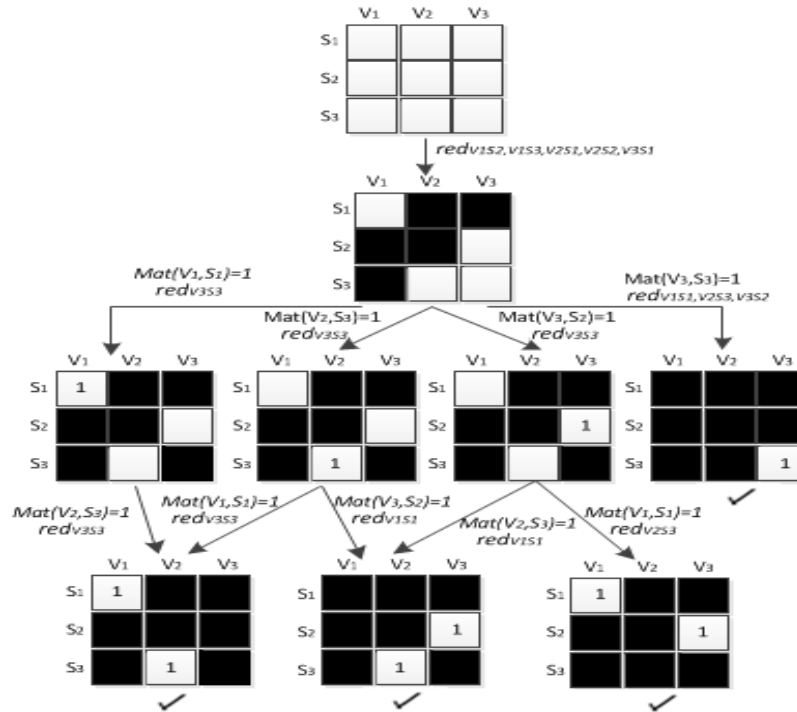 V1 V2 V3
S1
S2
S3
redV1S2,V1S3,V2S1,V2S2,V3S1
V1 V2 V3
S1
S2
S3
Mat(V1,S1)=1
redV3S3
Mat(V2,S3)=1
redV3S3
Mat(V3,S2)=1
redV3S3
Mat(V3,S3)=1
redV1S1,V2S3,V3S2
V1 V2 V3
S1 1
S2
S3
V1 V2 V3
S1
S2
S3 1
V1 V2 V3
S1
S2 1
S3
V1 V2 V3
S1
S2
S3 1
Mat(V2,S3)=1
redV3S3
Mat(V1,S1)=1
redV3S3
Mat(V3,S2)=1
redV1S1
Mat(V2,S3)=1
redV1S1
Mat(V1,S1)=1
redV2S3
V1 V2 V3
S1 1
S2
S3 1
V1 V2 V3
S1
S2 1
S3 1
V1 V2 V3
S1 1
S2 1
S3